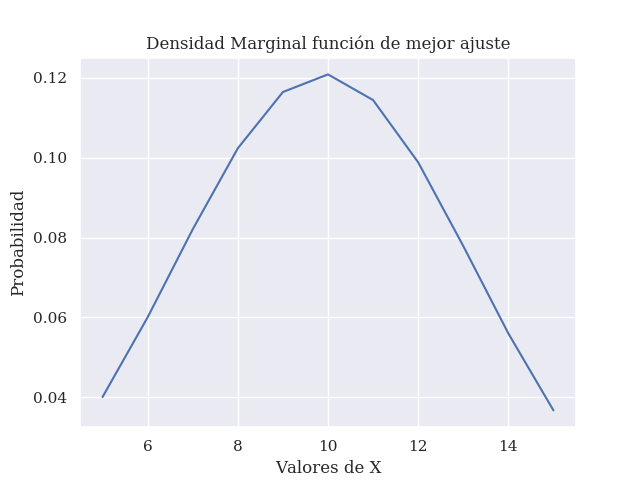 Densidad Marginal función de mejor ajuste
0.12
0.10
0.08
0.06
0.04
Probabilidad
6 8 10 12 14
Valores de X